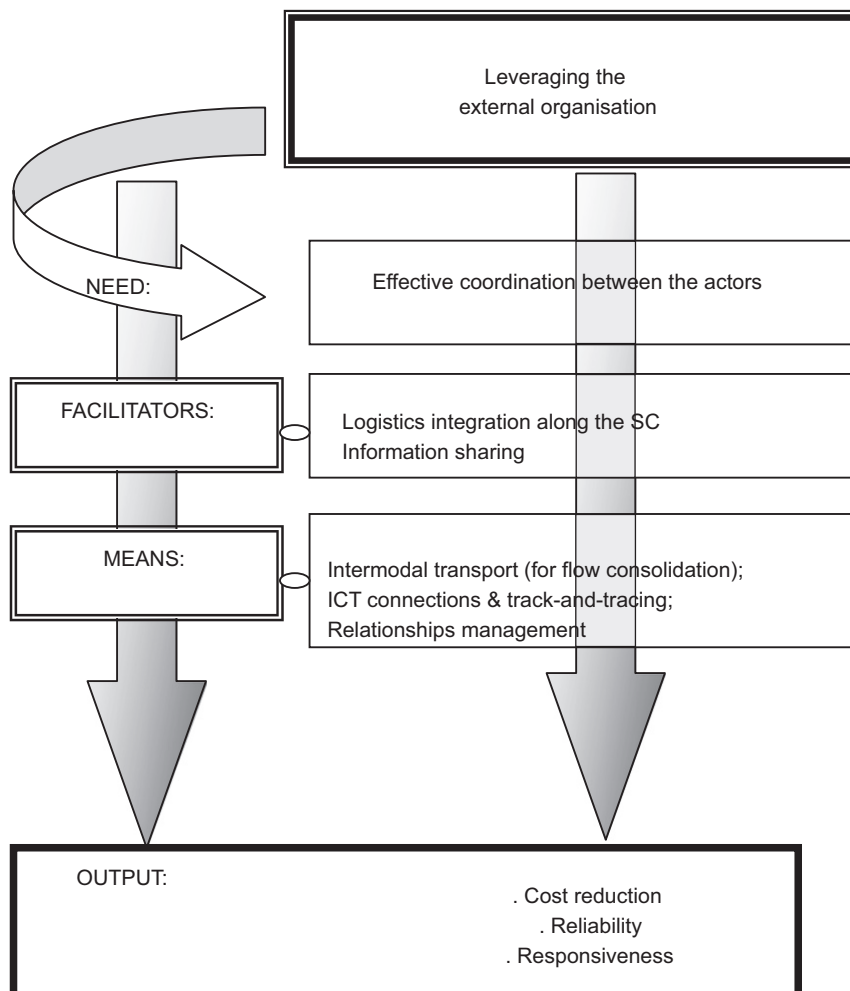 Leveraging the
external organisation
NEED:
Effective coordination between the actors
FACILITATORS:
Logistics integration along the SC
Information sharing
MEANS:
Intermodal transport (for flow consolidation);
ICT connections & track-and-tracing;
Relationships management
OUTPUT:
. Cost reduction
. Reliability
. Responsiveness